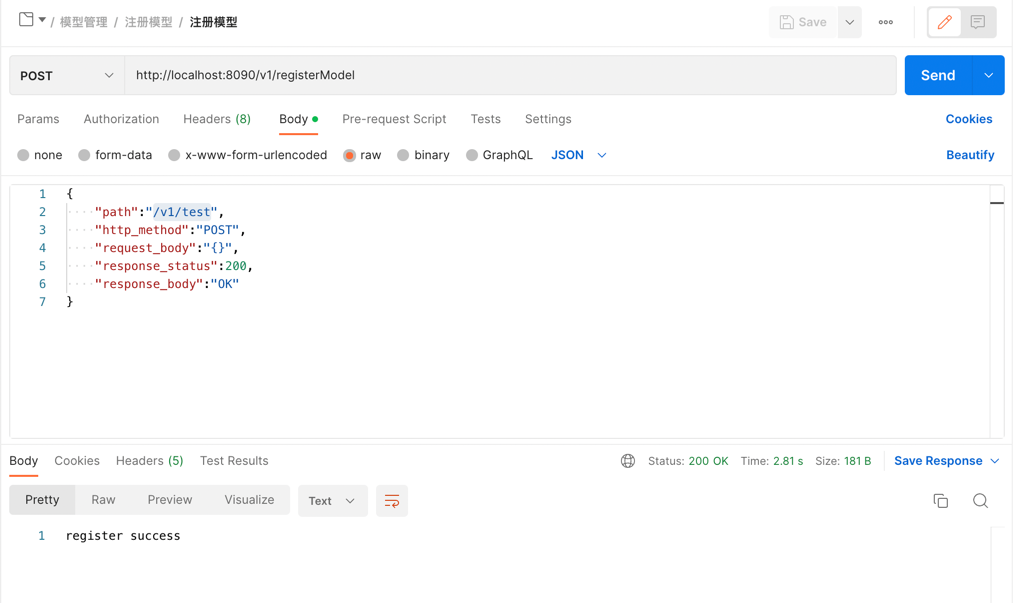 / 模型管理 / 注册模型 / 注册模型
Save
POST http://localhost:8090/v1/registerModel Send
Params Authorization Headers (8) Body Pre-request Script Tests Settings Cookies
none form-data x-www-form-urlencoded raw binary GraphQL JSON Beautify
1 {
2 "path":"/v1/test",
3 "http_method":"POST",
4 "request_body":"{}",
5 "response_status":200,
6 "response_body":"OK"
7 }
Body Cookies Headers (5) Test Results Status: 200 OK Time: 2.81 s Size: 181 B Save Response
Pretty Raw Preview Visualize Text
1 register success